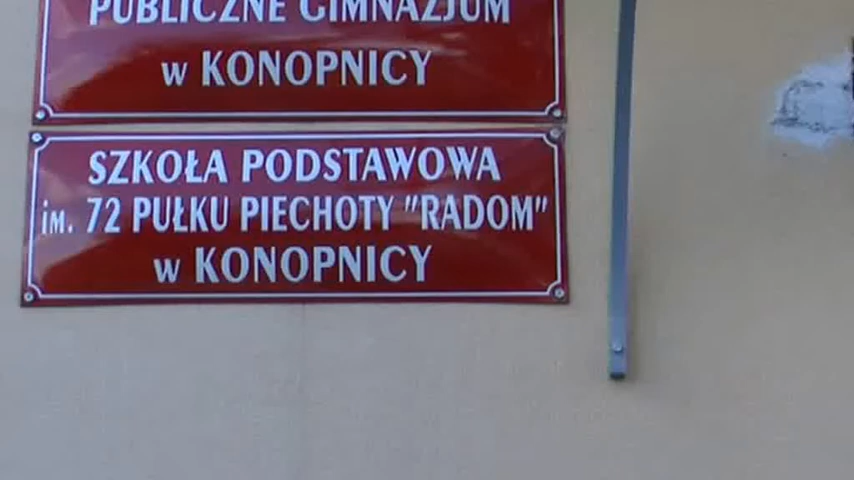 PUBLICZNE GIMNAZJUM
w KONOPNICY
SZKOŁA PODSTAWOWA
im. 72 PUŁKU PIECHOTY "RADOM"
w KONOPNICY